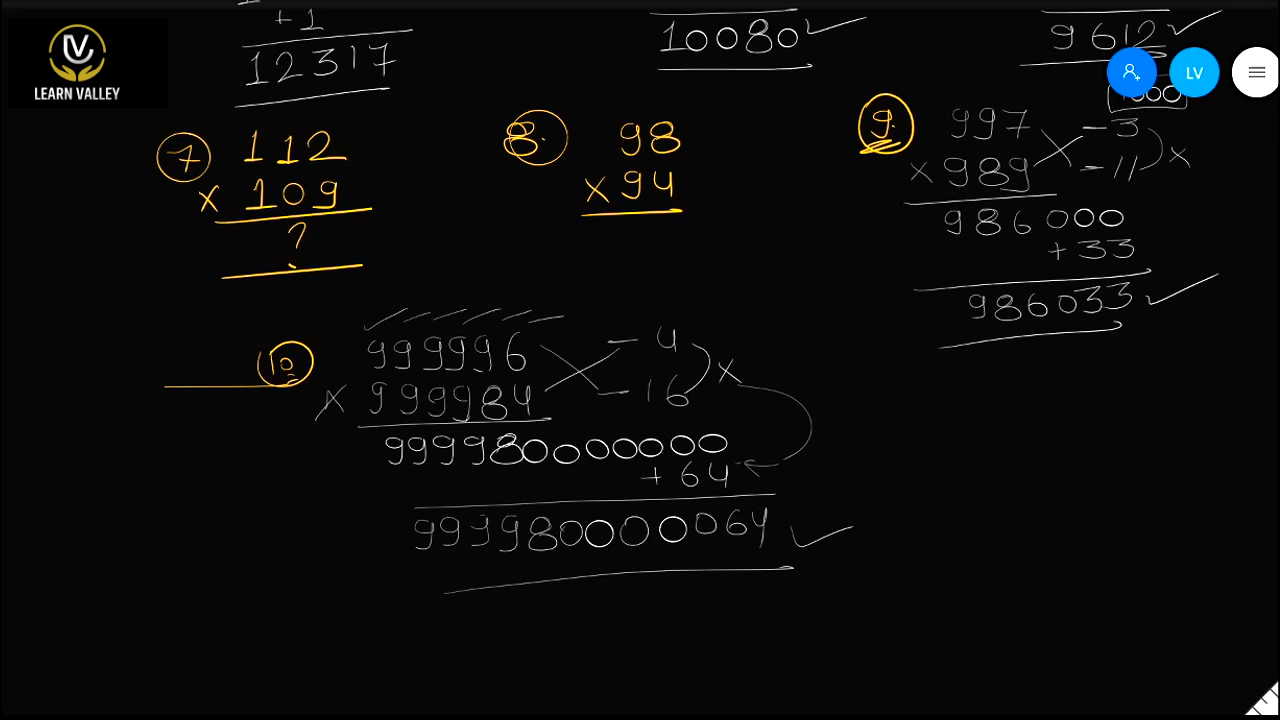 +1
12317
10080
9612
LV
LEARN VALLEY
LV
1000
7 112
x 109
?
8. 98
x 94
9. 997 -3
x 989 -11 x
986000
+33
986033
10 999996 -4
x 999984 -16 x
999980000000
+64
999980000064